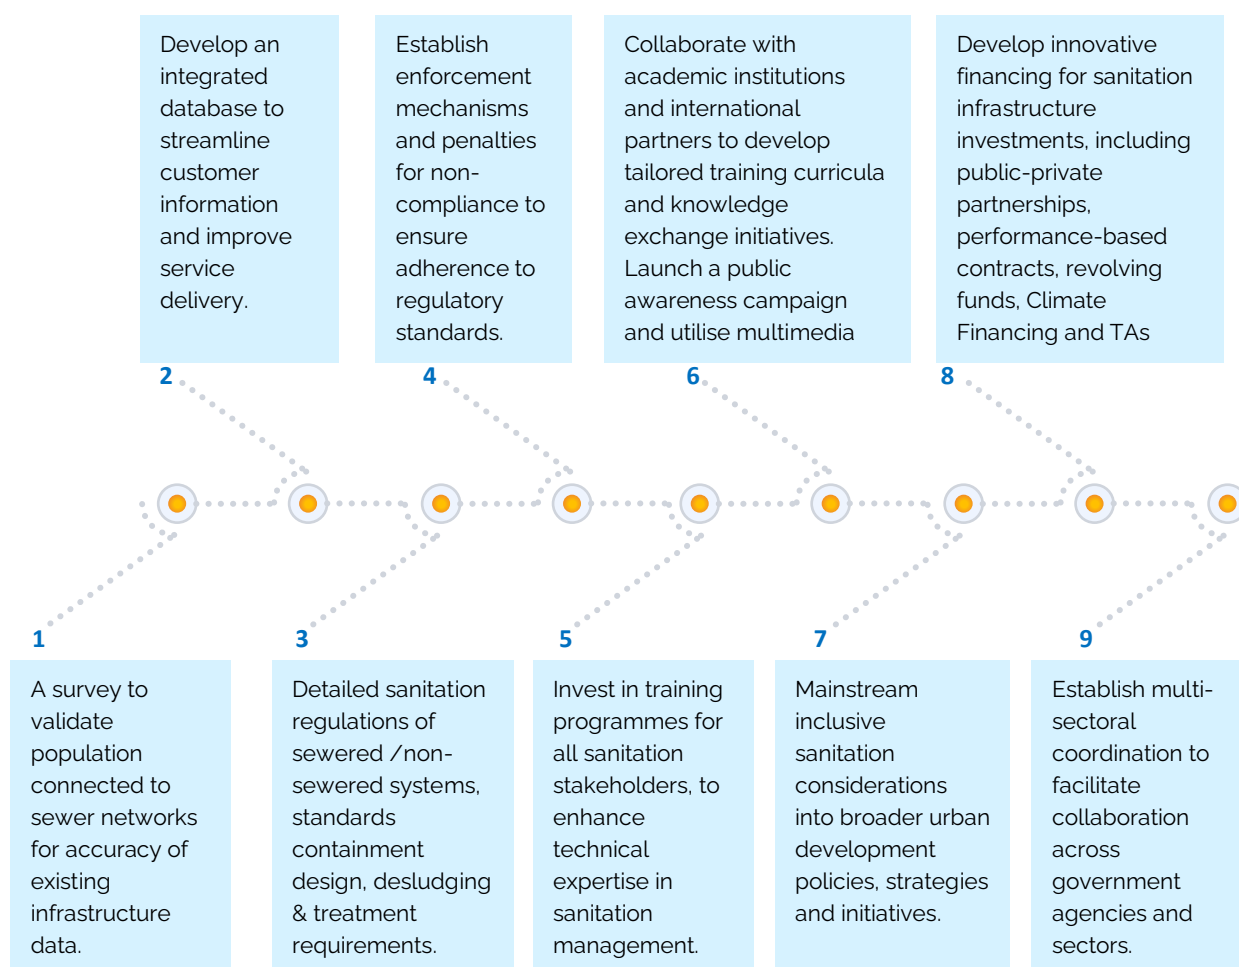 Develop an
integrated
database to
streamline
customer
information
and improve
service
delivery.
Establish
enforcement
mechanisms
and penalties
for non-
compliance to
ensure
adherence to
regulatory
standards.
Collaborate with
academic institutions
and international
partners to develop
tailored training curricula
and knowledge
exchange initiatives.
Launch a public
awareness campaign
and utilise multimedia
Develop innovative
financing for sanitation
infrastructure
investments, including
public-private
partnerships,
performance-based
contracts, revolving
funds, Climate
Financing and TAs
2
4
6
8
1
3
5
7
9
A survey to
validate
population
connected to
sewer networks
for accuracy of
existing
infrastructure
data.
Detailed sanitation
regulations of
sewered /non-
sewered systems,
standards
containment
design, desludging
& treatment
requirements.
Invest in training
programmes for
all sanitation
stakeholders, to
enhance
technical
expertise in
sanitation
management.
Mainstream
inclusive
sanitation
considerations
into broader urban
development
policies, strategies
and initiatives.
Establish multi-
sectoral
coordination to
facilitate
collaboration
across
government
agencies and
sectors.